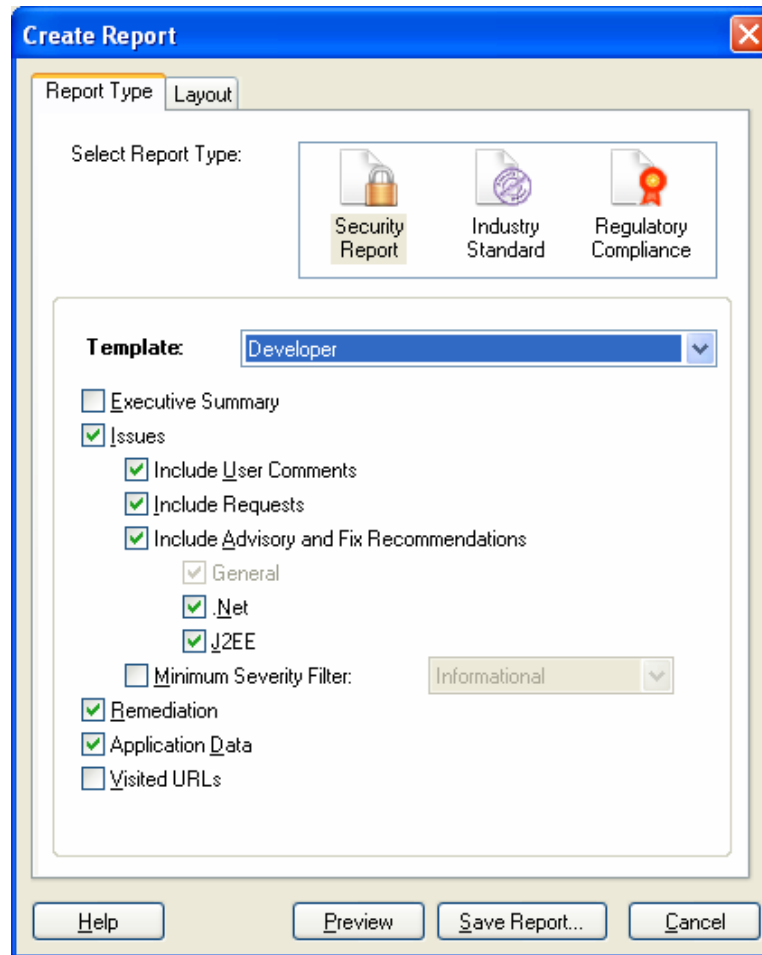 Create Report
Report Type
Layout
Select Report Type:
Security
Report
Industry
Standard
Regulatory
Compliance
Template:
Developer
Executive Summary
Issues
Include User Comments
Include Requests
Include Advisory and Fix Recommendations
General
.Net
J2EE
Minimum Severity Filter:
Informational
Remediation
Application Data
Visited URLs
Help
Preview
Save Report...
Cancel